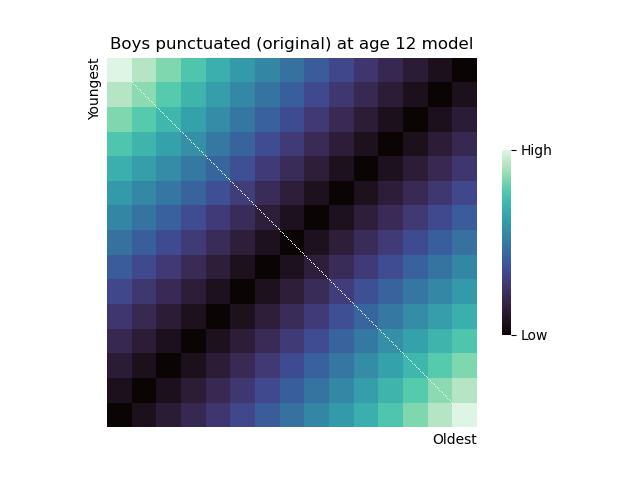 Boys punctuated (original) at age 12 model
Youngest
High
Low
Oldest